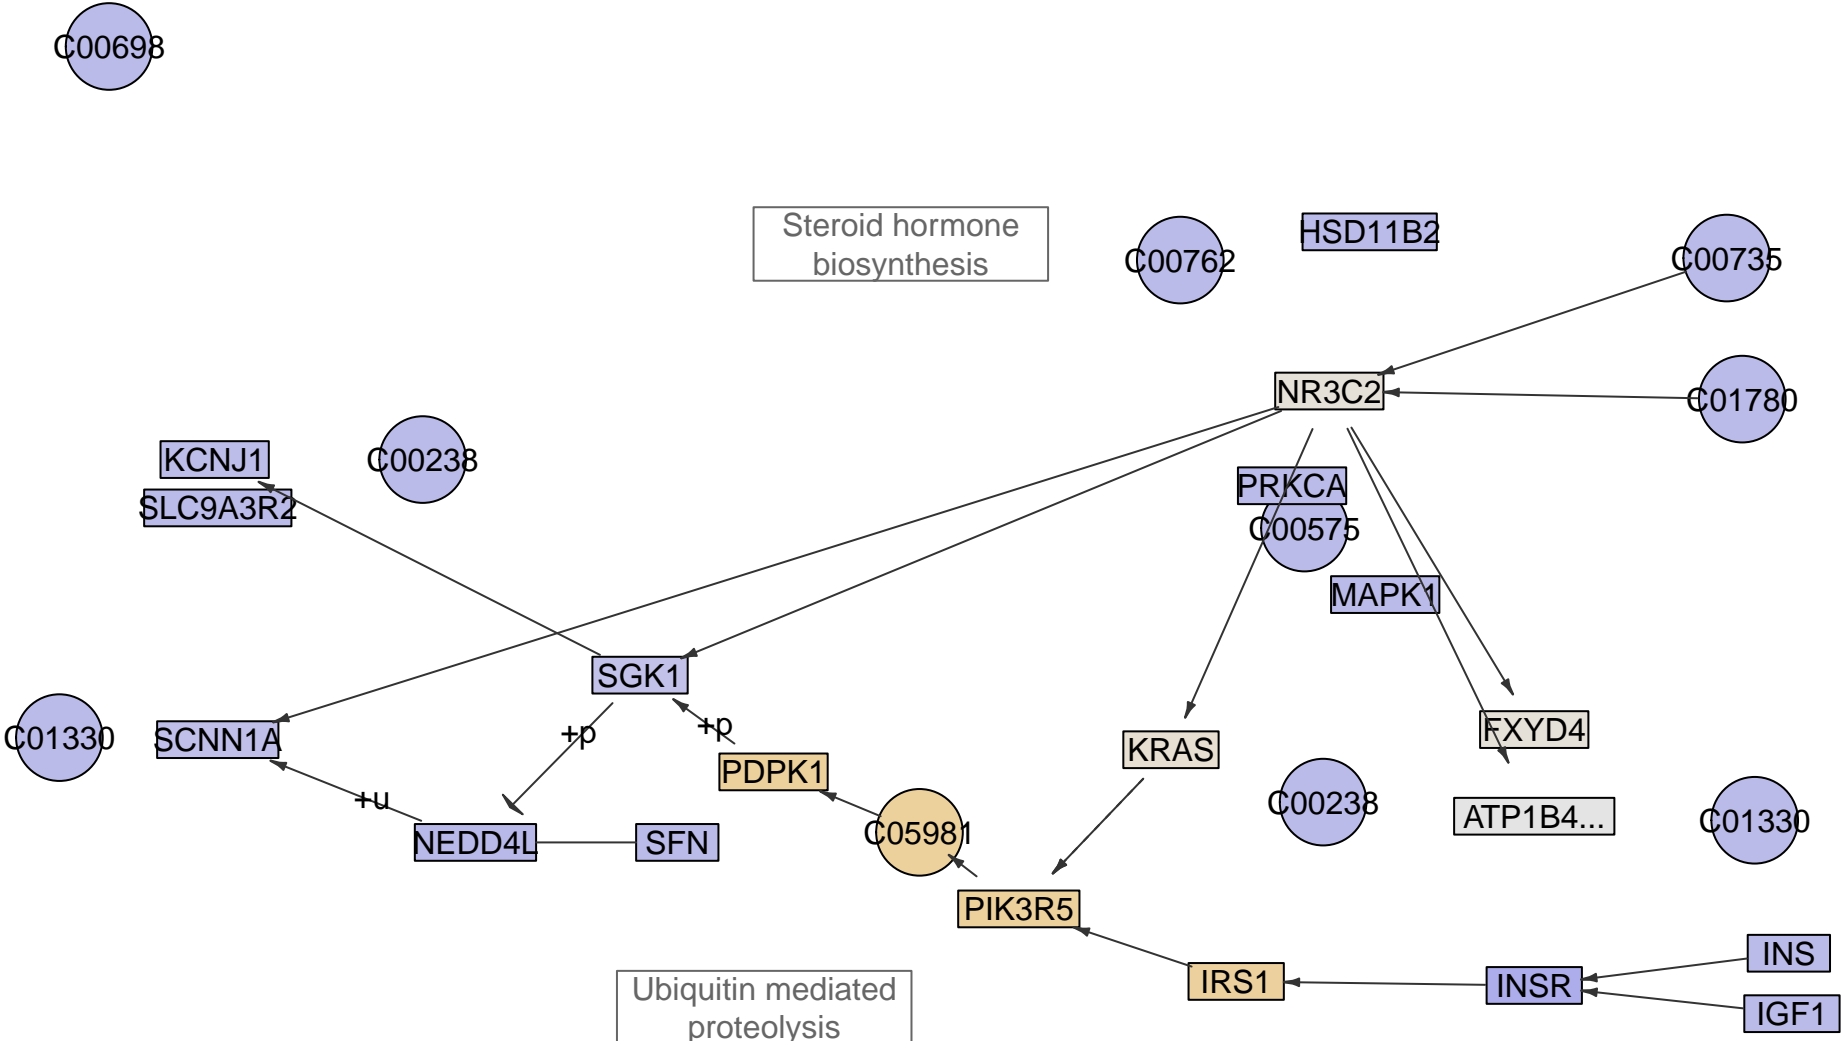 C00698
Steroid hormone
biosynthesis
C00762
HSD11B2
C00735
NR3C2
C01780
KCNJ1
C00238
SLC9A3R2
PRKCA
C00575
MAPK1
SGK1
C01330
SCNN1A
+p
+p
FXYD4
KRAS
PDPK1
+u
C00238
ATP1B4...
C01330
NEDD4L
SFN
C05981
PIK3R5
INS
IRS1
INSR
Ubiquitin mediated
proteolysis
IGF1